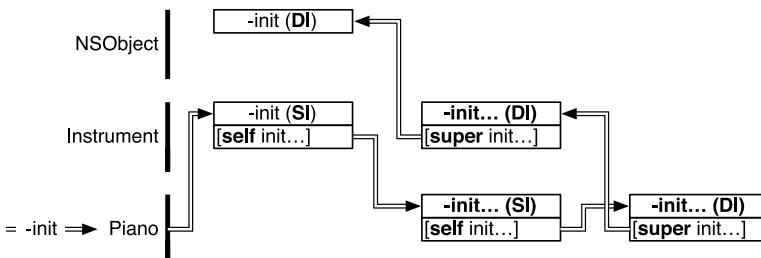 NSObject
-init (DI)
Instrument
-init (SI)
[self init…]
-init… (DI)
[super init…]
= -init ⇒ Piano
-init… (SI)
[self init…]
-init… (DI)
[super init…]